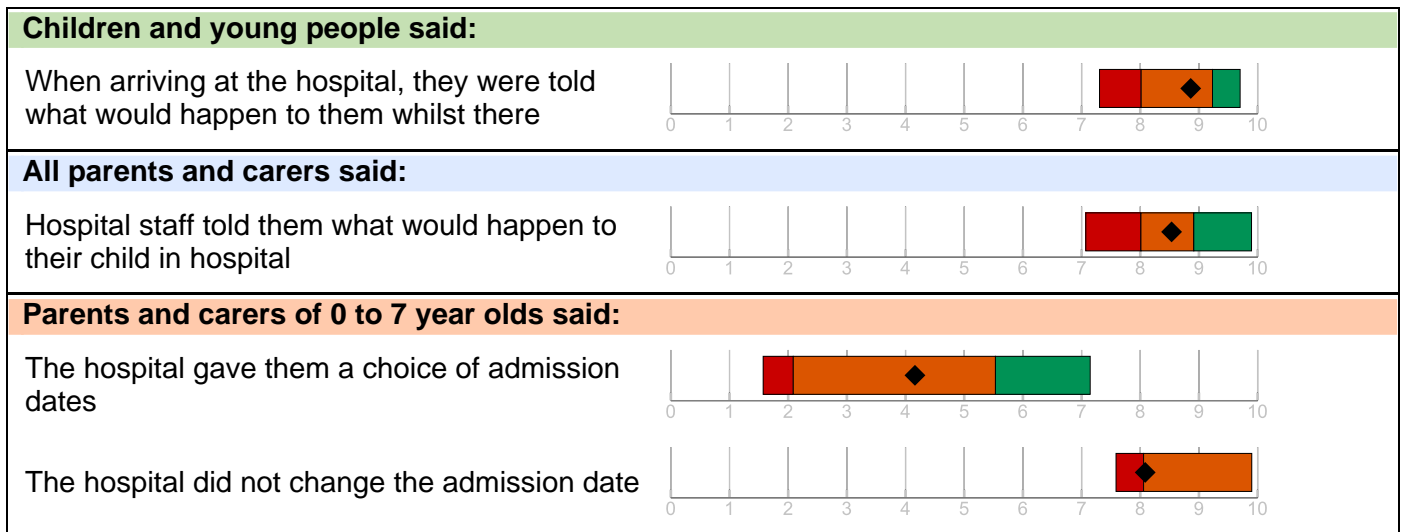 Children and young people said:
When arriving at the hospital, they were told
what would happen to them whilst there
0 1 2 3 4 5 6 7 8 9 10
All parents and carers said:
Hospital staff told them what would happen to
their child in hospital
0 1 2 3 4 5 6 7 8 9 10
Parents and carers of 0 to 7 year olds said:
The hospital gave them a choice of admission
dates
0 1 2 3 4 5 6 7 8 9 10
The hospital did not change the admission date
0 1 2 3 4 5 6 7 8 9 10